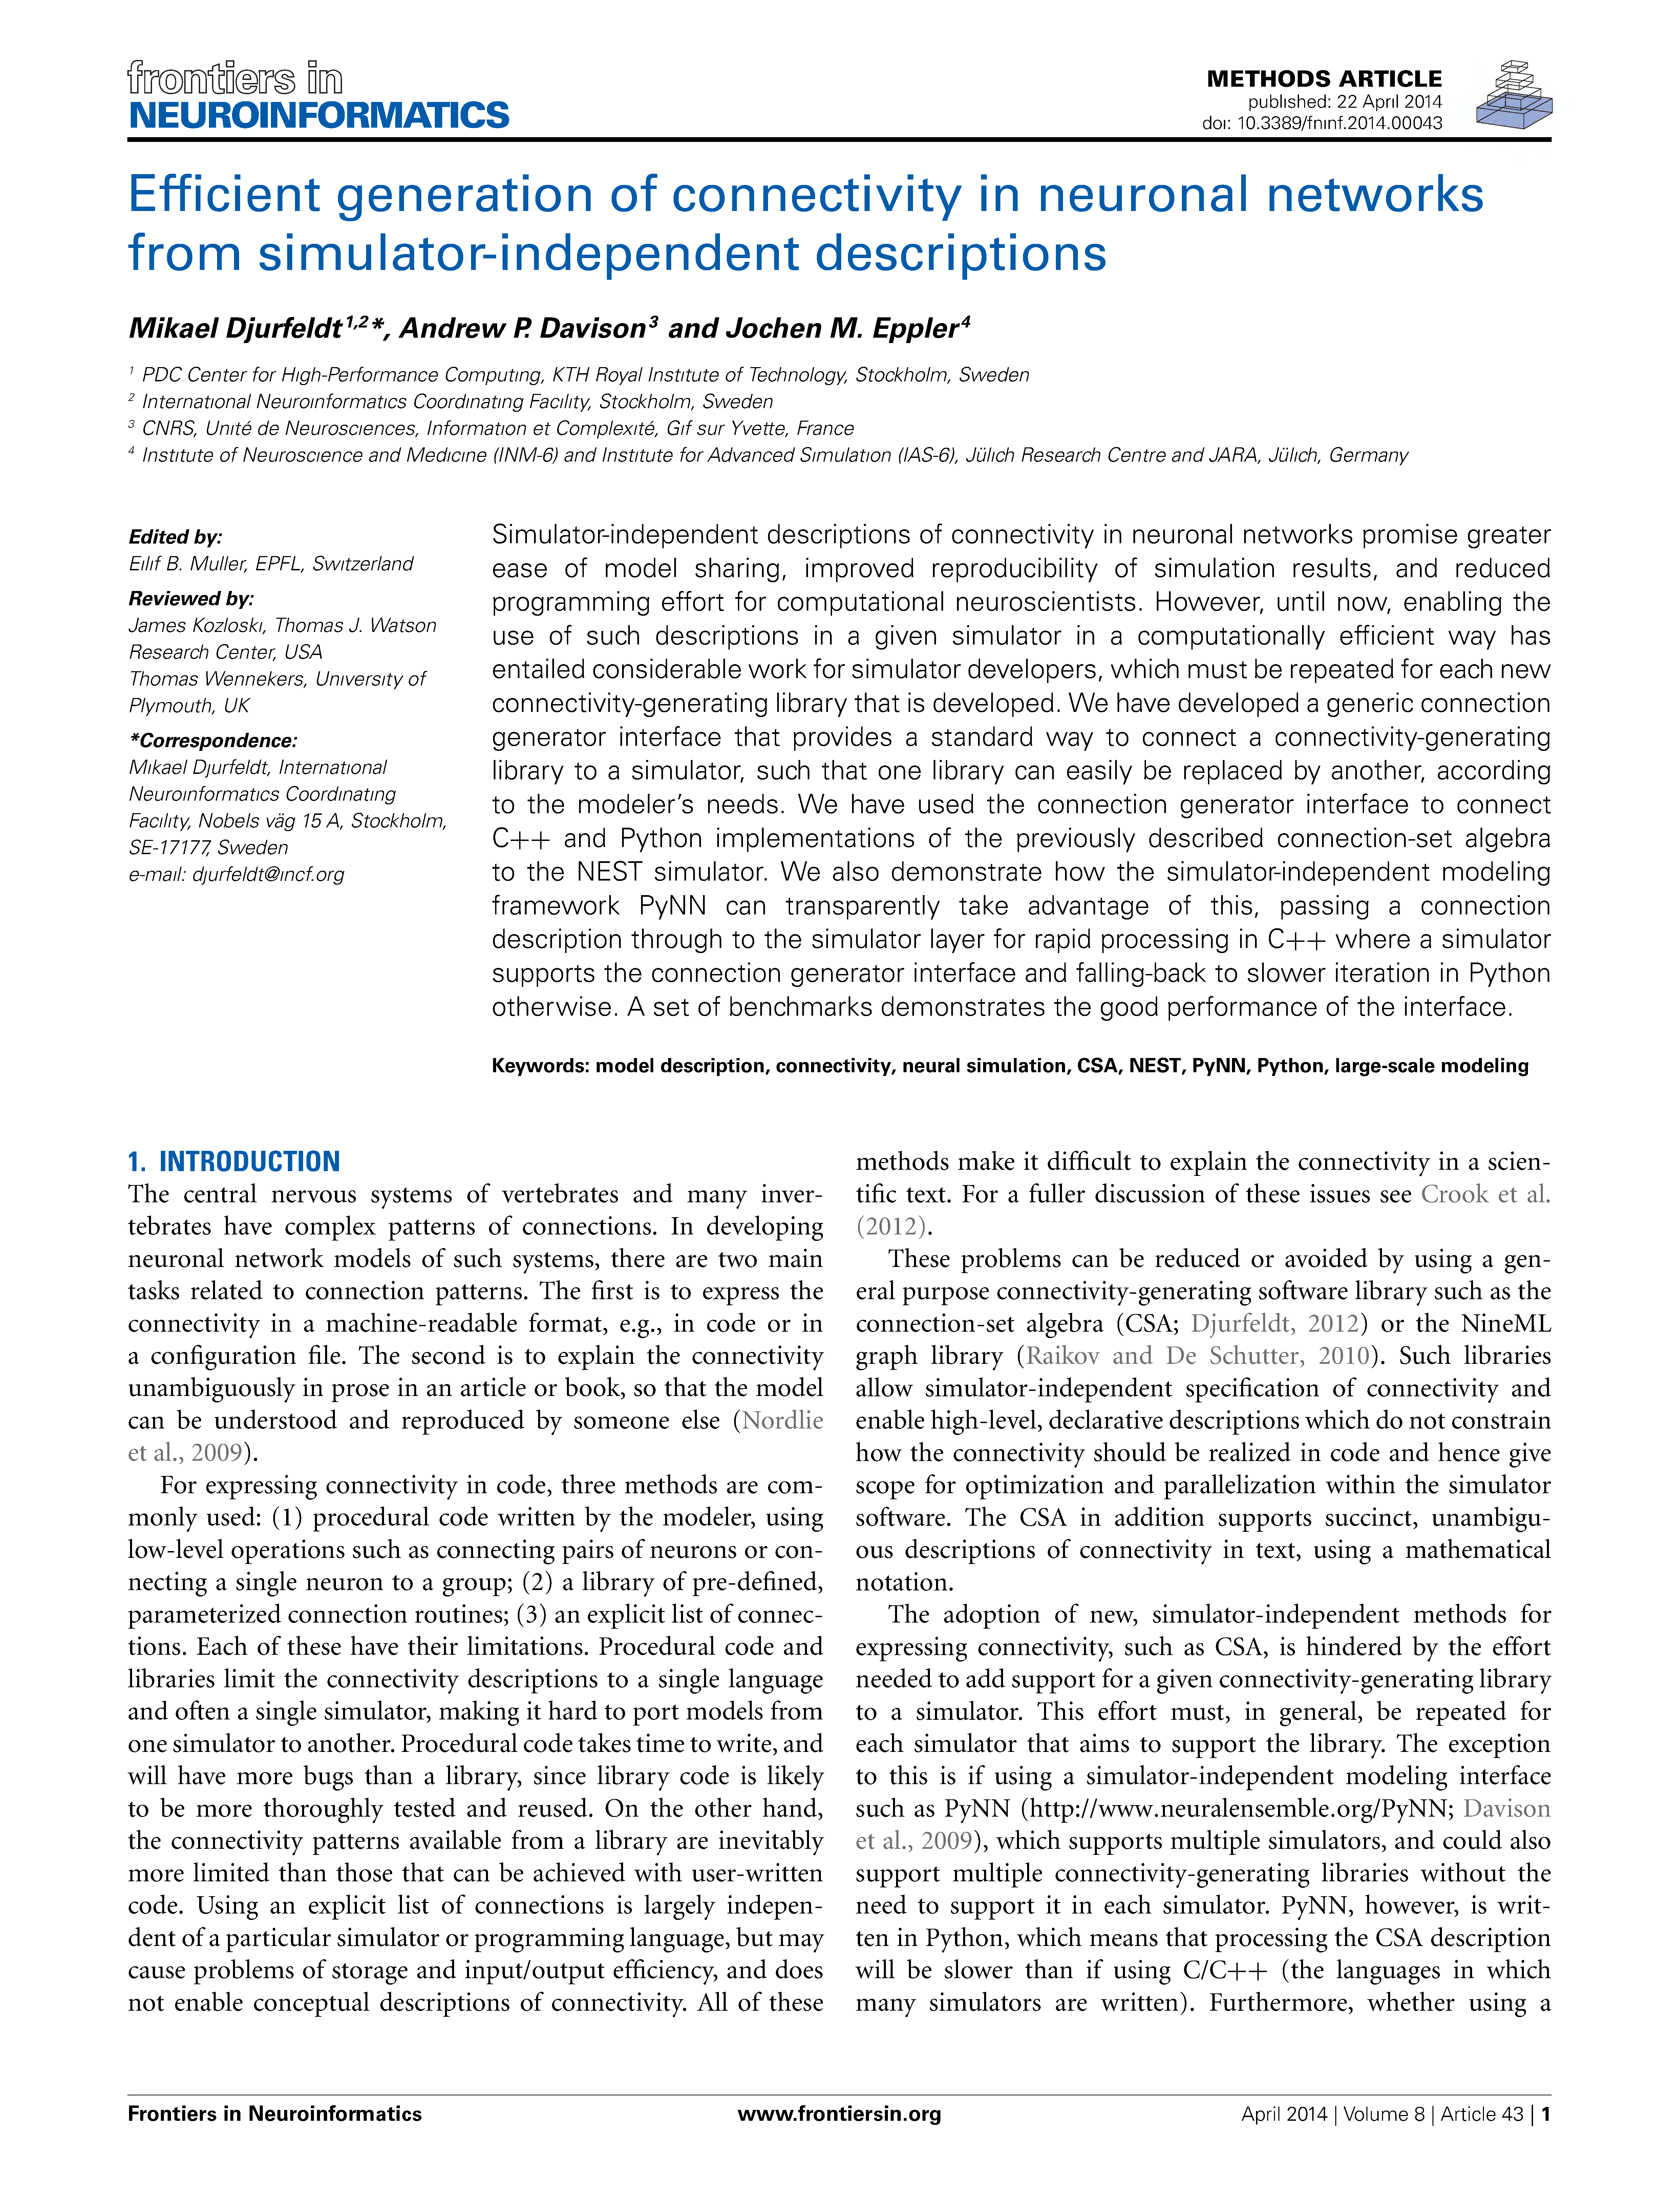 frontiers in
NEUROINFORMATICS
METHODS ARTICLE
published: 22 April 2014
doi: 10.3389/fninf.2014.00043
Efficient generation of connectivity in neuronal networks
from simulator-independent descriptions
Mikael Djurfeldt 1,2*, Andrew P. Davison 3 and Jochen M. Eppler 4
1 PDC Center for High-Performance Computing, KTH Royal Institute of Technology, Stockholm, Sweden
2 International Neuroinformatics Coordinating Facility, Stockholm, Sweden
3 CNRS, Unité de Neurosciences, Information et Complexité, Gif sur Yvette, France
4 Institute of Neuroscience and Medicine (INM-6) and Institute for Advanced Simulation (IAS-6), Jülich Research Centre and JARA, Jülich, Germany
Edited by:
Eilif B. Muller, EPFL, Switzerland
Reviewed by:
James Kozloski, Thomas J. Watson
Research Center, USA
Thomas Wennekers, University of
Plymouth, UK
*Correspondence:
Mikael Djurfeldt, International
Neuroinformatics Coordinating
Facility, Nobels väg 15 A, Stockholm,
SE-17177, Sweden
e-mail: djurfeldt@incf.org
Simulator-independent descriptions of connectivity in neuronal networks promise greater
ease of model sharing, improved reproducibility of simulation results, and reduced
programming effort for computational neuroscientists. However, until now, enabling the
use of such descriptions in a given simulator in a computationally efficient way has
entailed considerable work for simulator developers, which must be repeated for each new
connectivity-generating library that is developed. We have developed a generic connection
generator interface that provides a standard way to connect a connectivity-generating
library to a simulator, such that one library can easily be replaced by another, according
to the modeler's needs. We have used the connection generator interface to connect
C++ and Python implementations of the previously described connection-set algebra
to the NEST simulator. We also demonstrate how the simulator-independent modeling
framework PyNN can transparently take advantage of this, passing a connection
description through to the simulator layer for rapid processing in C++ where a simulator
supports the connection generator interface and falling-back to slower iteration in Python
otherwise. A set of benchmarks demonstrates the good performance of the interface.
Keywords: model description, connectivity, neural simulation, CSA, NEST, PyNN, Python, large-scale modeling
1. INTRODUCTION
The central nervous systems of vertebrates and many inver-
tebrates have complex patterns of connections. In developing
neuronal network models of such systems, there are two main
tasks related to connection patterns. The first is to express the
connectivity in a machine-readable format, e.g., in code or in
a configuration file. The second is to explain the connectivity
unambiguously in prose in an article or book, so that the model
can be understood and reproduced by someone else (Nordlie
et al., 2009).
For expressing connectivity in code, three methods are com-
monly used: (1) procedural code written by the modeler, using
low-level operations such as connecting pairs of neurons or con-
necting a single neuron to a group; (2) a library of pre-defined,
parameterized connection routines; (3) an explicit list of connec-
tions. Each of these have their limitations. Procedural code and
libraries limit the connectivity descriptions to a single language
and often a single simulator, making it hard to port models from
one simulator to another. Procedural code takes time to write, and
will have more bugs than a library, since library code is likely
to be more thoroughly tested and reused. On the other hand,
the connectivity patterns available from a library are inevitably
more limited than those that can be achieved with user-written
code. Using an explicit list of connections is largely indepen-
dent of a particular simulator or programming language, but may
cause problems of storage and input/output efficiency, and does
not enable conceptual descriptions of connectivity. All of these
methods make it difficult to explain the connectivity in a scien-
tific text. For a fuller discussion of these issues see Crook et al.
(2012).
These problems can be reduced or avoided by using a gen-
eral purpose connectivity-generating software library such as the
connection-set algebra (CSA; Djurfeldt, 2012) or the NineML
graph library (Raikov and De Schutter, 2010). Such libraries
allow simulator-independent specification of connectivity and
enable high-level, declarative descriptions which do not constrain
how the connectivity should be realized in code and hence give
scope for optimization and parallelization within the simulator
software. The CSA in addition supports succinct, unambigu-
ous descriptions of connectivity in text, using a mathematical
notation.
The adoption of new, simulator-independent methods for
expressing connectivity, such as CSA, is hindered by the effort
needed to add support for a given connectivity-generating library
to a simulator. This effort must, in general, be repeated for
each simulator that aims to support the library. The exception
to this is if using a simulator-independent modeling interface
such as PyNN (http://www.neuralensemble.org/PyNN; Davison
et al., 2009), which supports multiple simulators, and could also
support multiple connectivity-generating libraries without the
need to support it in each simulator. PyNN, however, is writ-
ten in Python, which means that processing the CSA description
will be slower than if using C/C++ (the languages in which
many simulators are written). Furthermore, whether using a
Frontiers in Neuroinformatics
www.frontiersin.org
April 2014 | Volume 8 | Article 43 | 1